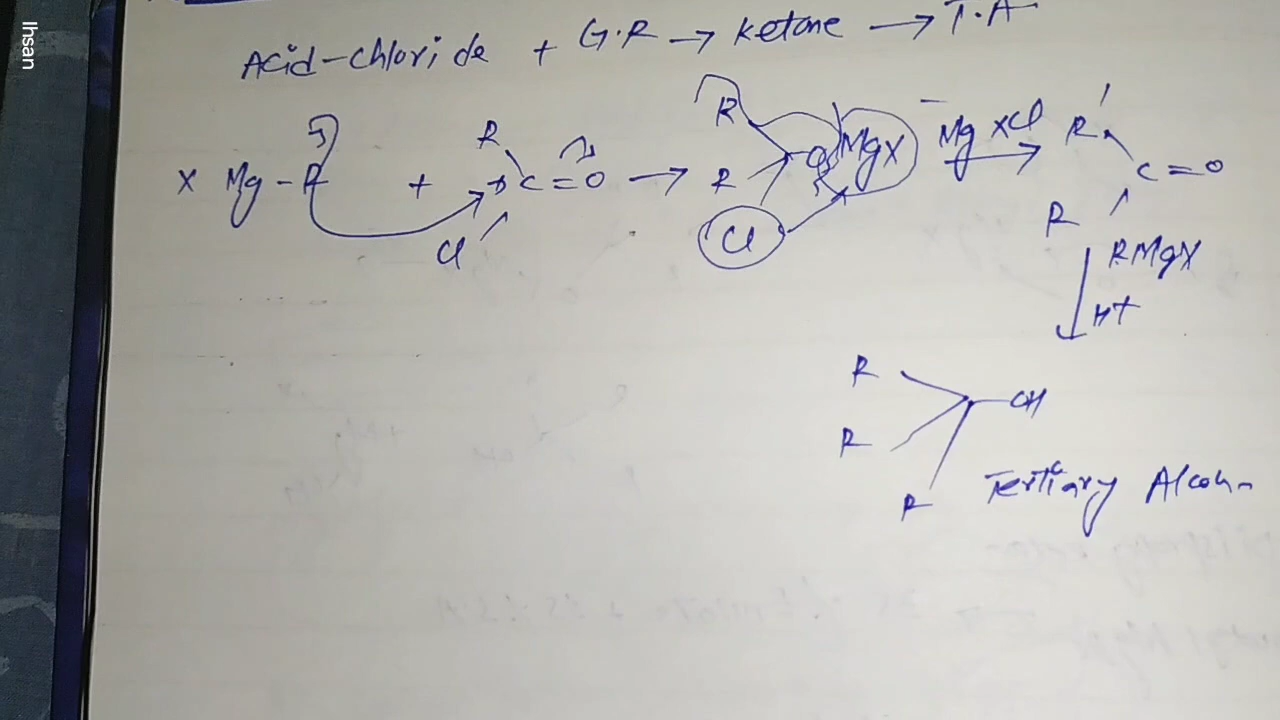 Ihsan
Acid-chloride + G.R → Ketone → T.A
X Mg-R + R C=O Cl → R R Cl MgX -MgXCl → R' R C=O
RMgX
H+
R
R OH
R
Tertiary Alcoh